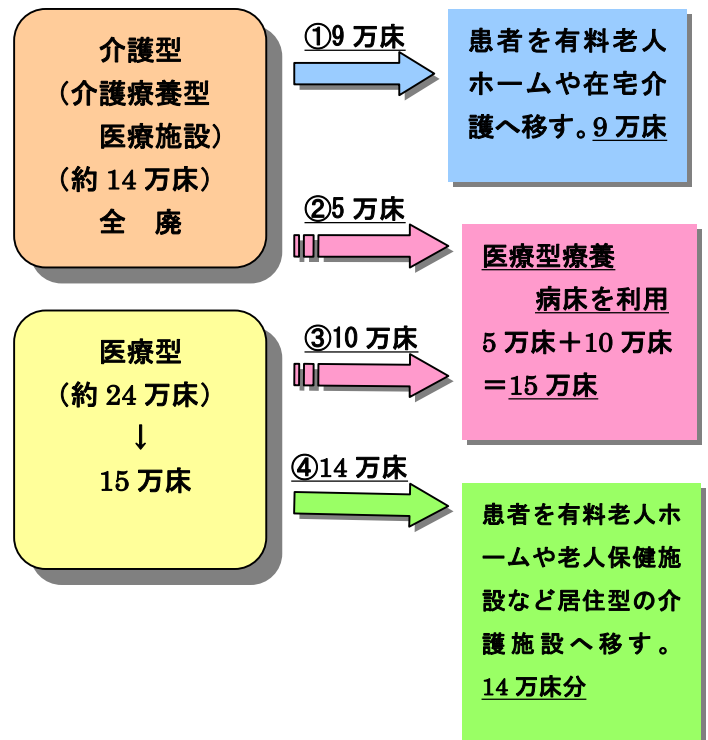 介護型
（介護療養型
医療施設）
（約 14 万床）
全　廃
①9 万床
患者を有料老人
ホームや在宅介
護へ移す。9 万床
②5 万床
医療型療養
病床を利用
5 万床＋10 万床
＝15 万床
医療型
（約 24 万床）
↓
15 万床
③10 万床
④14 万床
患者を有料老人ホ
ームや老人保健施
設など居住型の介
護施設へ移す。
14 万床分